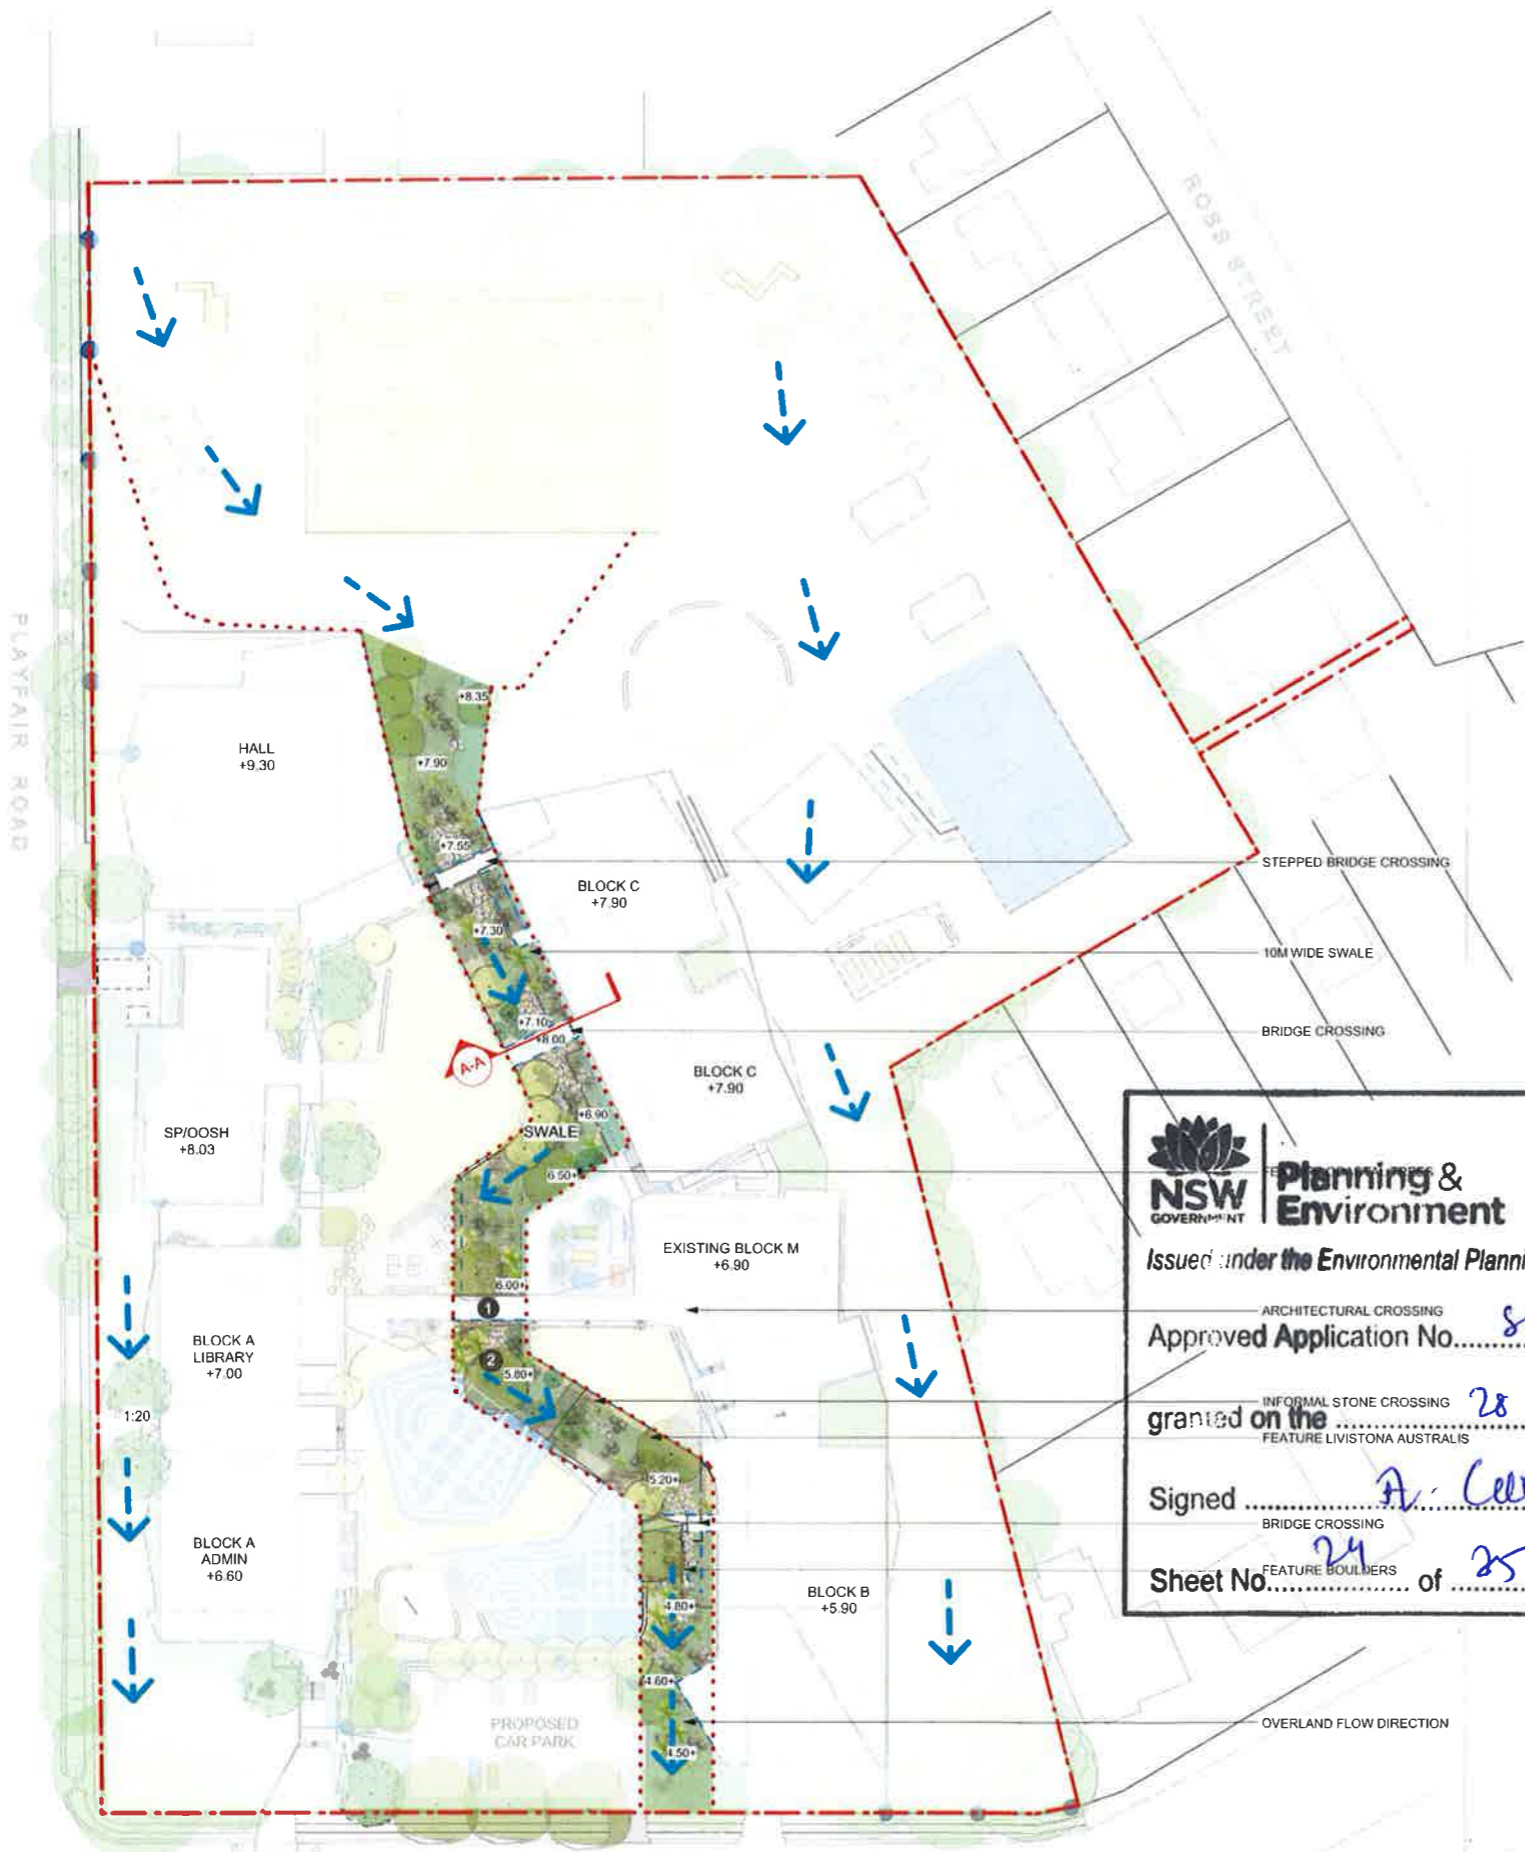 ROSS STREET
PLAYFAIR ROAD
+8.35
HALL
+9.30
+7.90
+7.55
STEPPED BRIDGE CROSSING
BLOCK C
+7.90
+7.30
10M WIDE SWALE
+7.10
+8.00
BRIDGE CROSSING
A-A
BLOCK C
+7.90
+6.90
SWALE
SP/OOSH
+8.03
6.50+
NSW
GOVERNMENT
Planning &
Environment
EXISTING BLOCK M
+6.90
Issued under the Environmental Planni
6.00+
1
ARCHITECTURAL CROSSING
Approved Application No.
BLOCK A
LIBRARY
+7.00
2
5.80+
1:20
INFORMAL STONE CROSSING
granted on the 28
FEATURE LIVISTONA AUSTRALIS
5.20+
Signed A.
BRIDGE CROSSING
BLOCK A
ADMIN
+6.60
FEATURE BOULDERS
Sheet No. 24 of 25
BLOCK B
+5.90
4.80+
4.60+
PROPOSED
CAR PARK
OVERLAND FLOW DIRECTION
4.50+